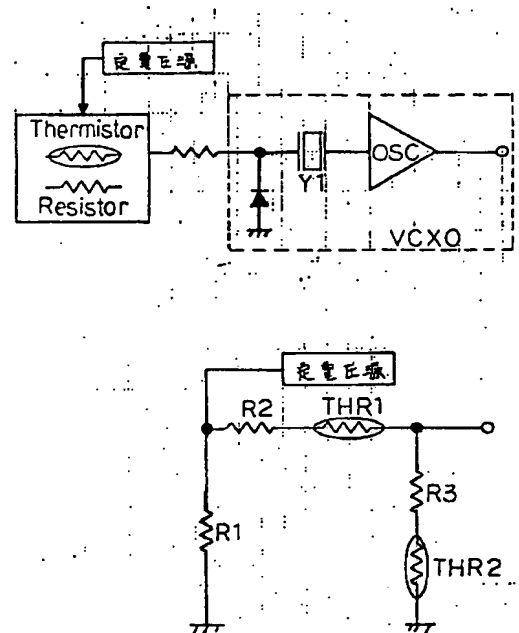 定電圧源
Thermistor
Resistor
Y1
OSC
VCXO
定電圧源
R2
THR1
R3
R1
THR2